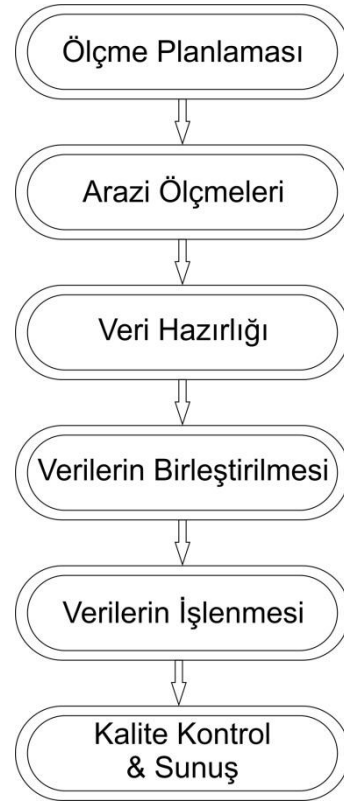 Ölçme Planlaması
Arazi Ölçmeleri
Veri Hazırlığı
Verilerin Birleştirilmesi
Verilerin İşlenmesi
Kalite Kontrol
& Sunuş